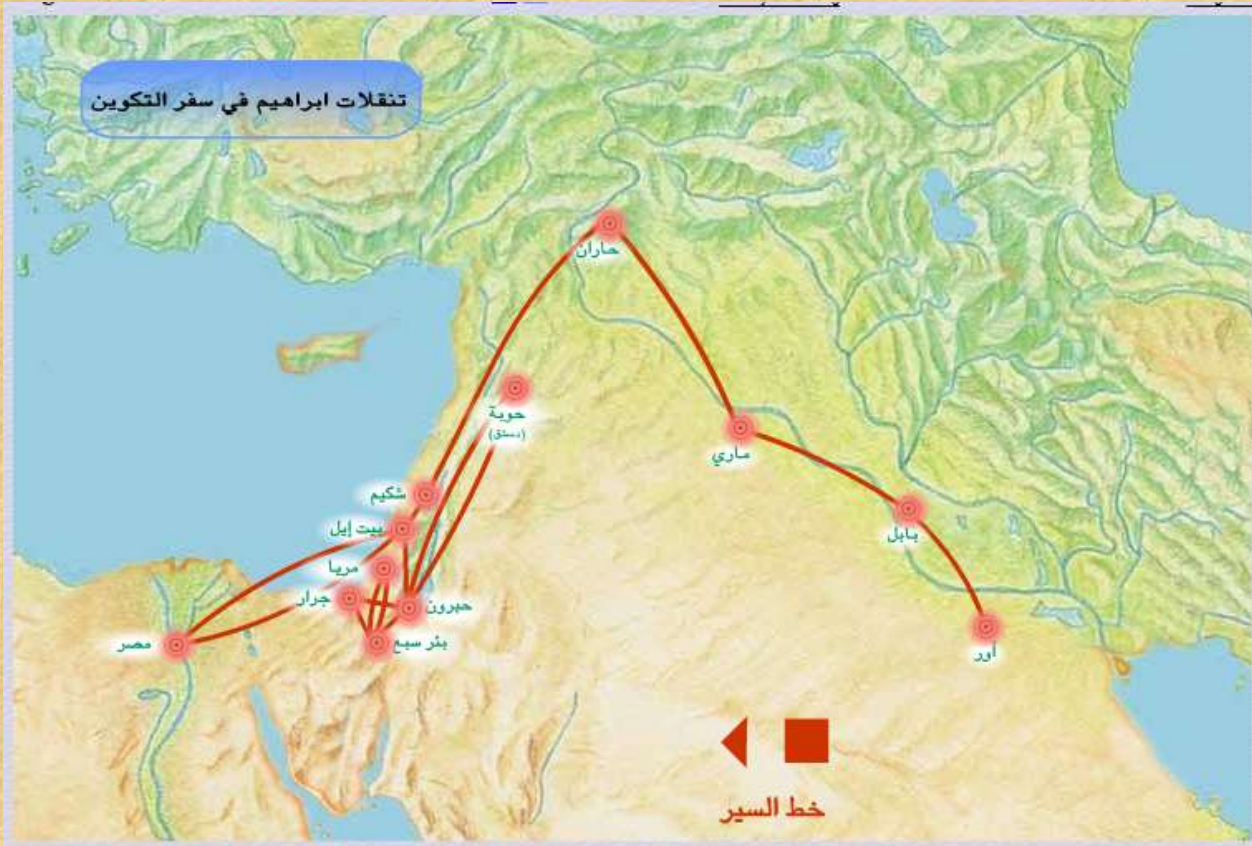 تنقلات ابراهيم في سفر التكوين
حاران
حوبة
(دمشق)
ماري
شكيم
بيت إيل
بابل
مريا
جرار
حبرون
مصر
بئر سبع
أور
خط السير